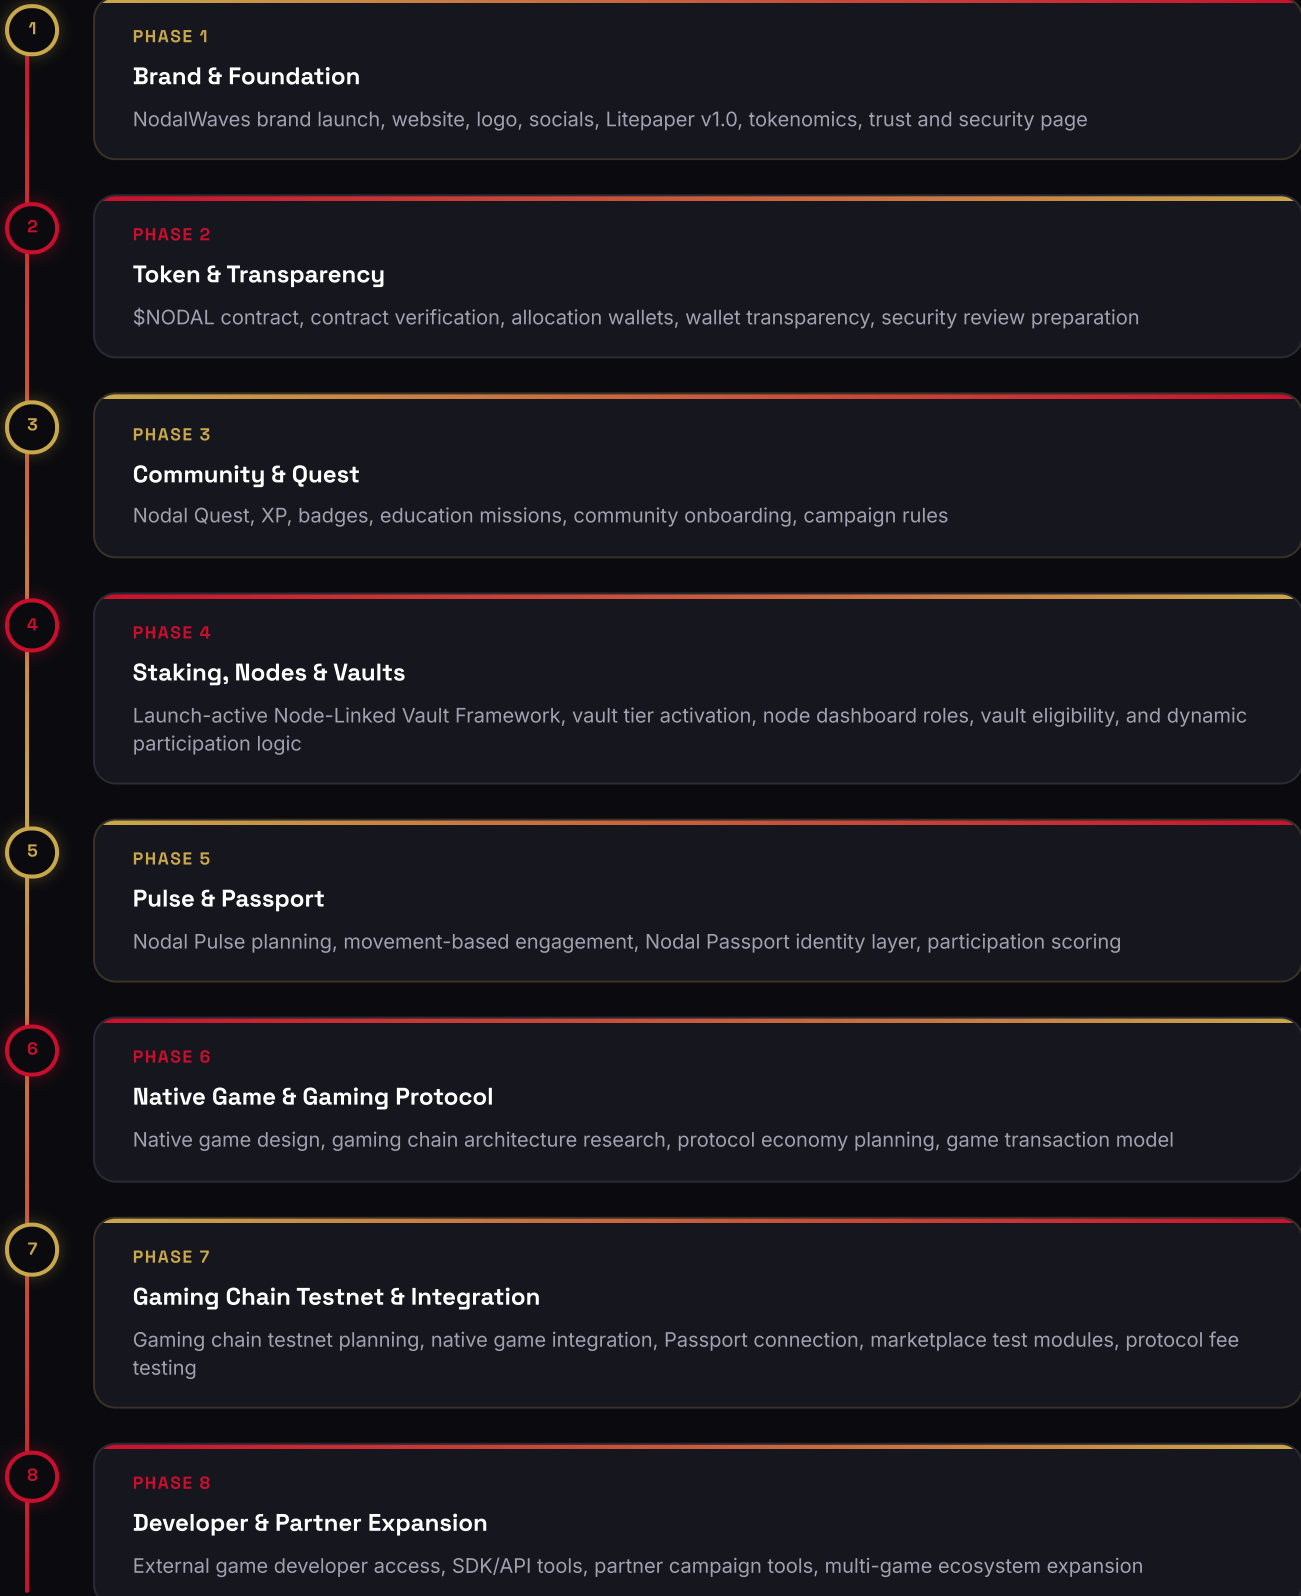 1
PHASE 1
Brand & Foundation
NodalWaves brand launch, website, logo, socials, Litepaper v1.0, tokenomics, trust and security page
2
PHASE 2
Token & Transparency
$NODAL contract, contract verification, allocation wallets, wallet transparency, security review preparation
3
PHASE 3
Community & Quest
Nodal Quest, XP, badges, education missions, community onboarding, campaign rules
4
PHASE 4
Staking, Nodes & Vaults
Launch-active Node-Linked Vault Framework, vault tier activation, node dashboard roles, vault eligibility, and dynamic
participation logic
5
PHASE 5
Pulse & Passport
Nodal Pulse planning, movement-based engagement, Nodal Passport identity layer, participation scoring
6
PHASE 6
Native Game & Gaming Protocol
Native game design, gaming chain architecture research, protocol economy planning, game transaction model
7
PHASE 7
Gaming Chain Testnet & Integration
Gaming chain testnet planning, native game integration, Passport connection, marketplace test modules, protocol fee
testing
8
PHASE 8
Developer & Partner Expansion
External game developer access, SDK/API tools, partner campaign tools, multi-game ecosystem expansion